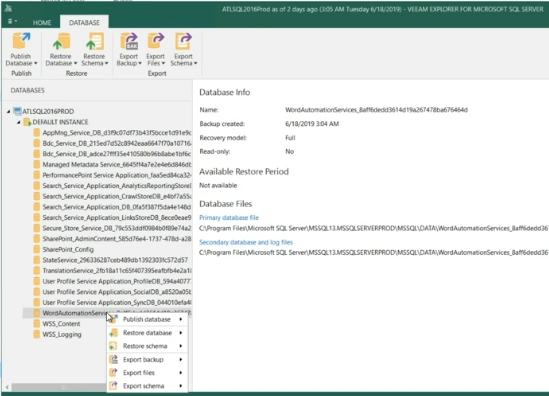 ATLSQL2016Prod as of 2 days ago (3:05 AM Tuesday 6/18/2019) - VEEAM EXPLORER FOR MICROSOFT SQL SERVER
HOME DATABASE
Publish Database
Restore Database
Restore Schema
Export Backup
Export Files
Export Schema
Publish Restore Export
DATABASES
ATLSQL2016PROD
DEFAULT INSTANCE
AppMng_Service_DB_d3f9c07df73b43f5bcce1d91e9c
Bdc_Service_DB_215ed7d52c8942eaa6647f70a10716
Bdc_Service_DB_adce27fff35e410580b96b8abe1bf6c
Managed Metadata Service_6645ff4a7e2e4e6d846d
PerformancePoint Service Application_faa5ed84ca32
Search_Service_Application_AnalyticsReportingStore
Search_Service_Application_CrawlStoreDB_e4bf7a55
Search_Service_Application_DB_0fa5f387f5da4e148d
Search_Service_Application_LinksStoreDB_8ece0eae9
Secure_Store_Service_DB_79c553ddf0984b0f89e74a2
SharePoint_AdminContent_585d76e4-1737-478d-a28
SharePoint_Config
StateService_296336287ceb489db1392303fc572d57
TranslationService_2fb18a11c65f407395eafbfb4e2a1
User Profile Service Application_ProfileDB_594a4077
User Profile Service Application_SocialDB_a8520a05
User Profile Service Application_SyncDB_044010efa4
WordAutomationServic
WSS_Content
WSS_Logging
Publish database
Restore database
Restore schema
Export backup
Export files
Export schema
Database Info
Name: WordAutomationServices_8aff6dedd3614d19a267478ba676464d
Backup created: 6/18/2019 3:04 AM
Recovery model: Full
Read-only: No
Available Restore Period
Not available
Database Files
Primary database file
C:\Program Files\Microsoft SQL Server\MSSQL13.MSSQLSERVERPROD\MSSQL\DATA\WordAutomationServices_8aff6dedd36
Secondary database and log files
C:\Program Files\Microsoft SQL Server\MSSQL13.MSSQLSERVERPROD\MSSQL\DATA\WordAutomationServices_8aff6dedd36